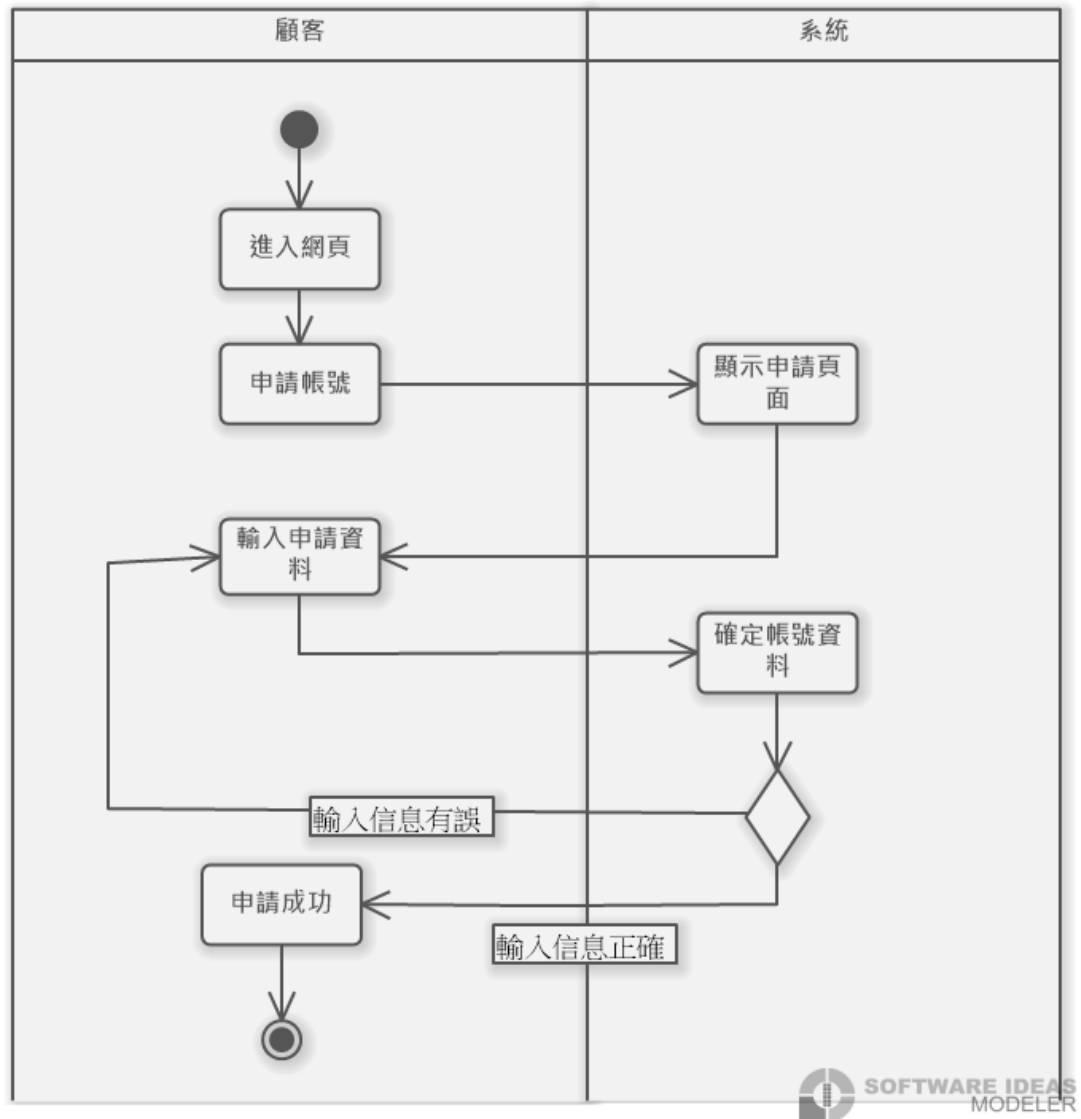 顧客
系統
進入網頁
申請帳號
顯示申請頁
面
輸入申請資
料
確定帳號資
料
輸入信息有誤
申請成功
輸入信息正確
SOFTWARE IDEAS
MODELER